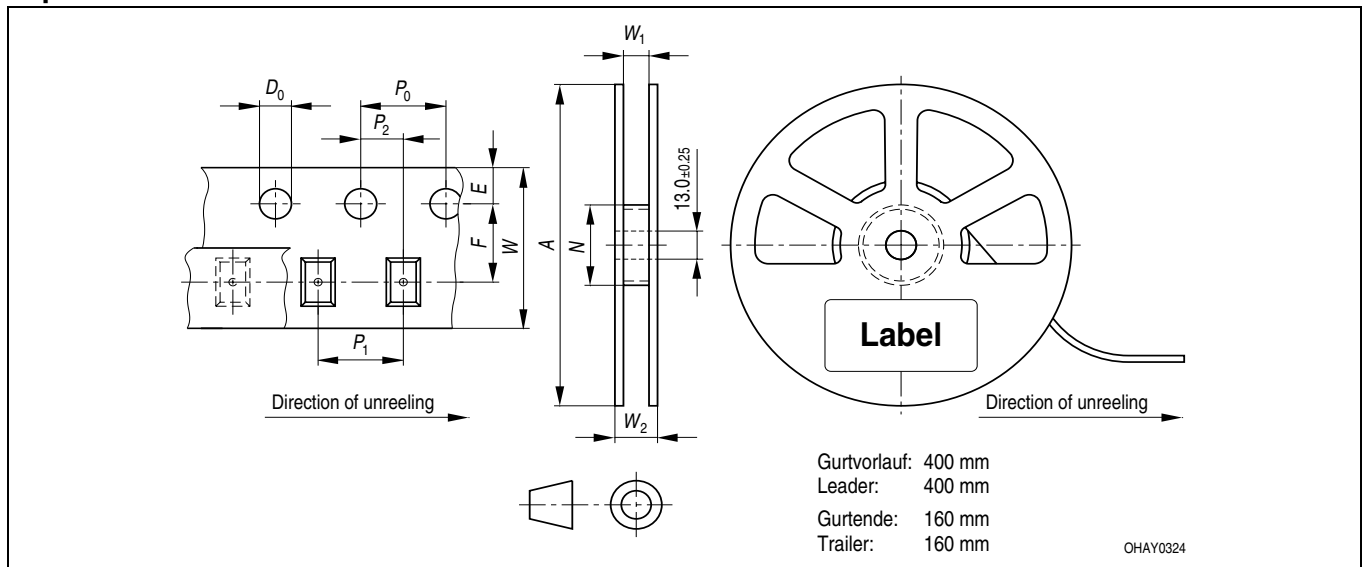 W1
D0
P0
P2
E
F
W
A
N
13.0±0.25
P1
W2
Label
Direction of unreeling
Direction of unreeling
Gurtvorlauf: 400 mm
Leader: 400 mm
Gurtende: 160 mm
Trailer: 160 mm
OHAY0324